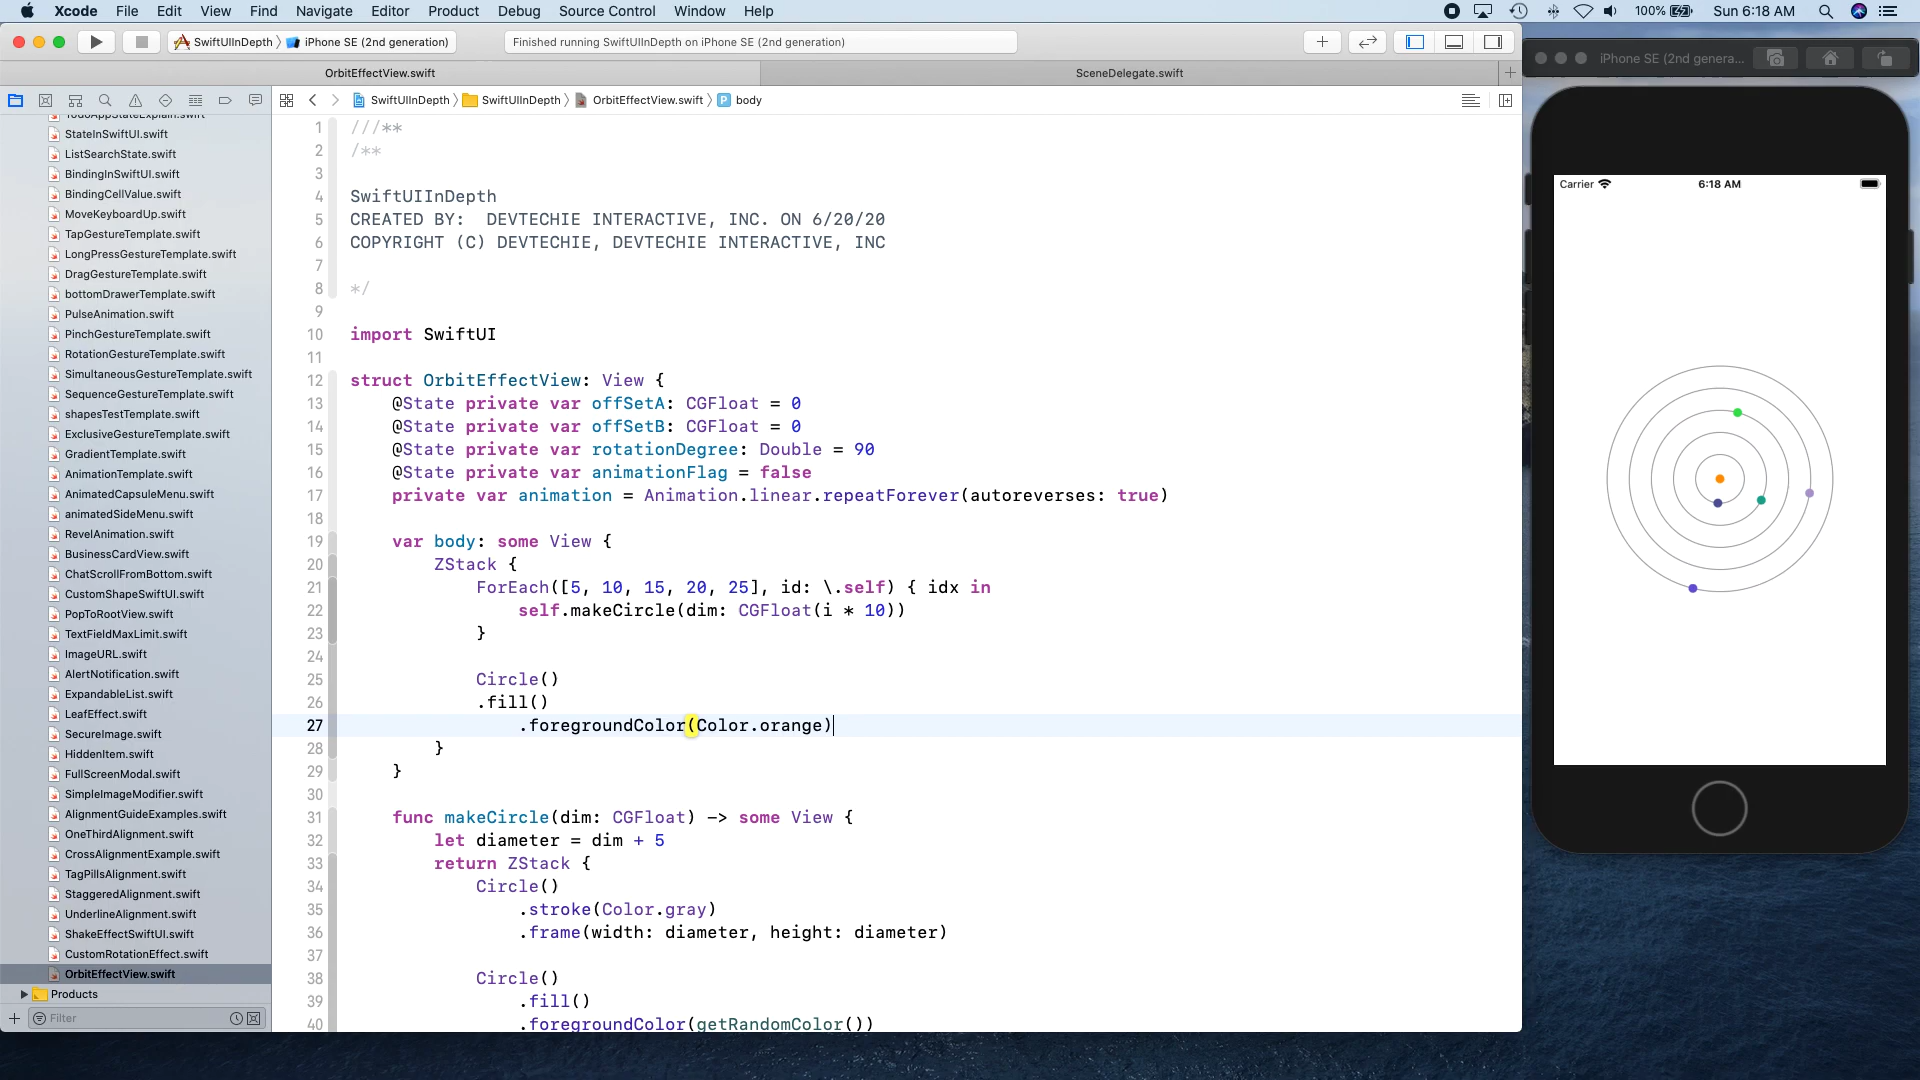 Xcode File Edit View Find Navigate Editor Product Debug Source Control Window Help 100% Sun 6:18 AM
SwiftUIInDepth iPhone SE (2nd generation) Finished running SwiftUIInDepth on iPhone SE (2nd generation)
OrbitEffectView.swift SceneDelegate.swift
SwiftUIInDepth SwiftUIInDepth OrbitEffectView.swift P body
TodoAppStateExplain.swift
StateInSwiftUI.swift
ListSearchState.swift
BindingInSwiftUI.swift
BindingCellValue.swift
MoveKeyboardUp.swift
TapGestureTemplate.swift
LongPressGestureTemplate.swift
DragGestureTemplate.swift
bottomDrawerTemplate.swift
PulseAnimation.swift
PinchGestureTemplate.swift
RotationGestureTemplate.swift
SimultaneousGestureTemplate.swift
SequenceGestureTemplate.swift
shapesTestTemplate.swift
ExclusiveGestureTemplate.swift
GradientTemplate.swift
AnimationTemplate.swift
AnimatedCapsuleMenu.swift
animatedSideMenu.swift
RevelAnimation.swift
BusinessCardView.swift
ChatScrollFromBottom.swift
CustomShapeSwiftUI.swift
PopToRootView.swift
TextFieldMaxLimit.swift
ImageURL.swift
AlertNotification.swift
ExpandableList.swift
LeafEffect.swift
SecureImage.swift
HiddenItem.swift
FullScreenModal.swift
SimpleImageModifier.swift
AlignmentGuideExamples.swift
OneThirdAlignment.swift
CrossAlignmentExample.swift
TagPillsAlignment.swift
StaggeredAlignment.swift
UnderlineAlignment.swift
ShakeEffectSwiftUI.swift
CustomRotationEffect.swift
OrbitEffectView.swift
Products
Filter
1 ///**
2 /**
3
4 SwiftUIInDepth
5 CREATED BY:  DEVTECHIE INTERACTIVE, INC. ON 6/20/20
6 COPYRIGHT (C) DEVTECHIE, DEVTECHIE INTERACTIVE, INC
7
8 */
9
10 import SwiftUI
11
12 struct OrbitEffectView: View {
13 @State private var offSetA: CGFloat = 0
14 @State private var offSetB: CGFloat = 0
15 @State private var rotationDegree: Double = 90
16 @State private var animationFlag = false
17 private var animation = Animation.linear.repeatForever(autoreverses: true)
18
19 var body: some View {
20 ZStack {
21 ForEach([5, 10, 15, 20, 25], id: \.self) { idx in
22 self.makeCircle(dim: CGFloat(i * 10))
23 }
24
25 Circle()
26 .fill()
27 .foregroundColor(Color.orange)
28 }
29 }
30
31 func makeCircle(dim: CGFloat) -> some View {
32 let diameter = dim + 5
33 return ZStack {
34 Circle()
35 .stroke(Color.gray)
36 .frame(width: diameter, height: diameter)
37
38 Circle()
39 .fill()
40 .foregroundColor(getRandomColor())
iPhone SE (2nd genera...
Carrier 6:18 AM